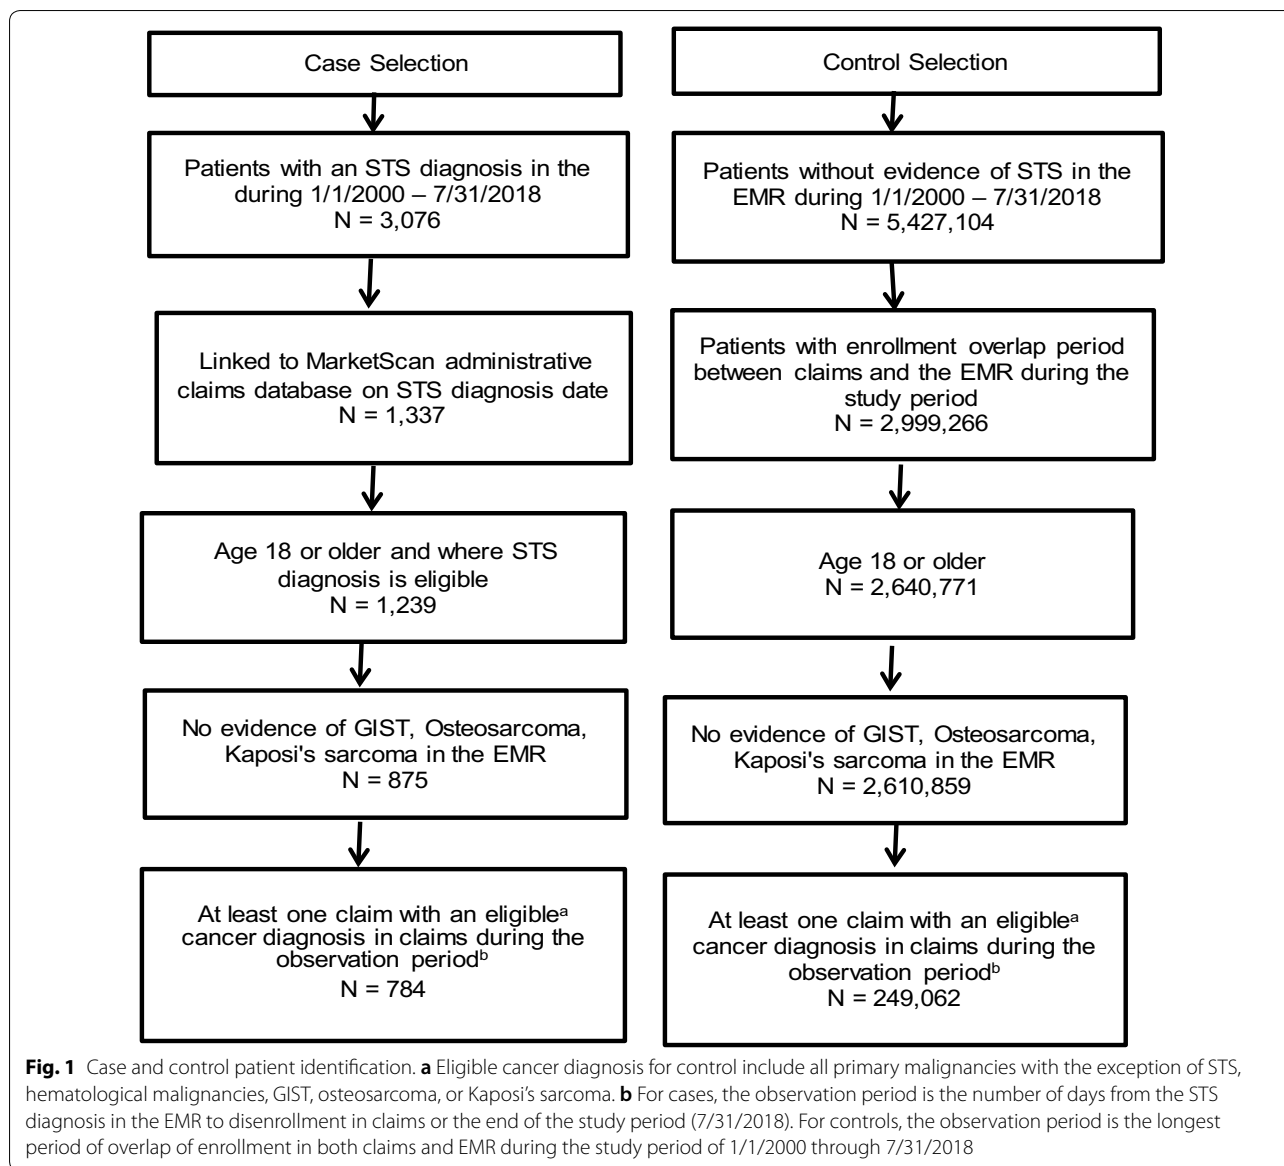 Case Selection
Patients with an STS diagnosis in the
during 1/1/2000 – 7/31/2018
N = 3,076
Linked to MarketScan administrative
claims database on STS diagnosis date
N = 1,337
Age 18 or older and where STS
diagnosis is eligible
N = 1,239
No evidence of GIST, Osteosarcoma,
Kaposi's sarcoma in the EMR
N = 875
At least one claim with an eligibleᵃ
cancer diagnosis in claims during the
observation periodᵇ
N = 784
Control Selection
Patients without evidence of STS in the
EMR during 1/1/2000 – 7/31/2018
N = 5,427,104
Patients with enrollment overlap period
between claims and the EMR during the
study period
N = 2,999,266
Age 18 or older
N = 2,640,771
No evidence of GIST, Osteosarcoma,
Kaposi's sarcoma in the EMR
N = 2,610,859
At least one claim with an eligibleᵃ
cancer diagnosis in claims during the
observation periodᵇ
N = 249,062
Fig. 1 Case and control patient identification. a Eligible cancer diagnosis for control include all primary malignancies with the exception of STS,
hematological malignancies, GIST, osteosarcoma, or Kaposi’s sarcoma. b For cases, the observation period is the number of days from the STS
diagnosis in the EMR to disenrollment in claims or the end of the study period (7/31/2018). For controls, the observation period is the longest
period of overlap of enrollment in both claims and EMR during the study period of 1/1/2000 through 7/31/2018